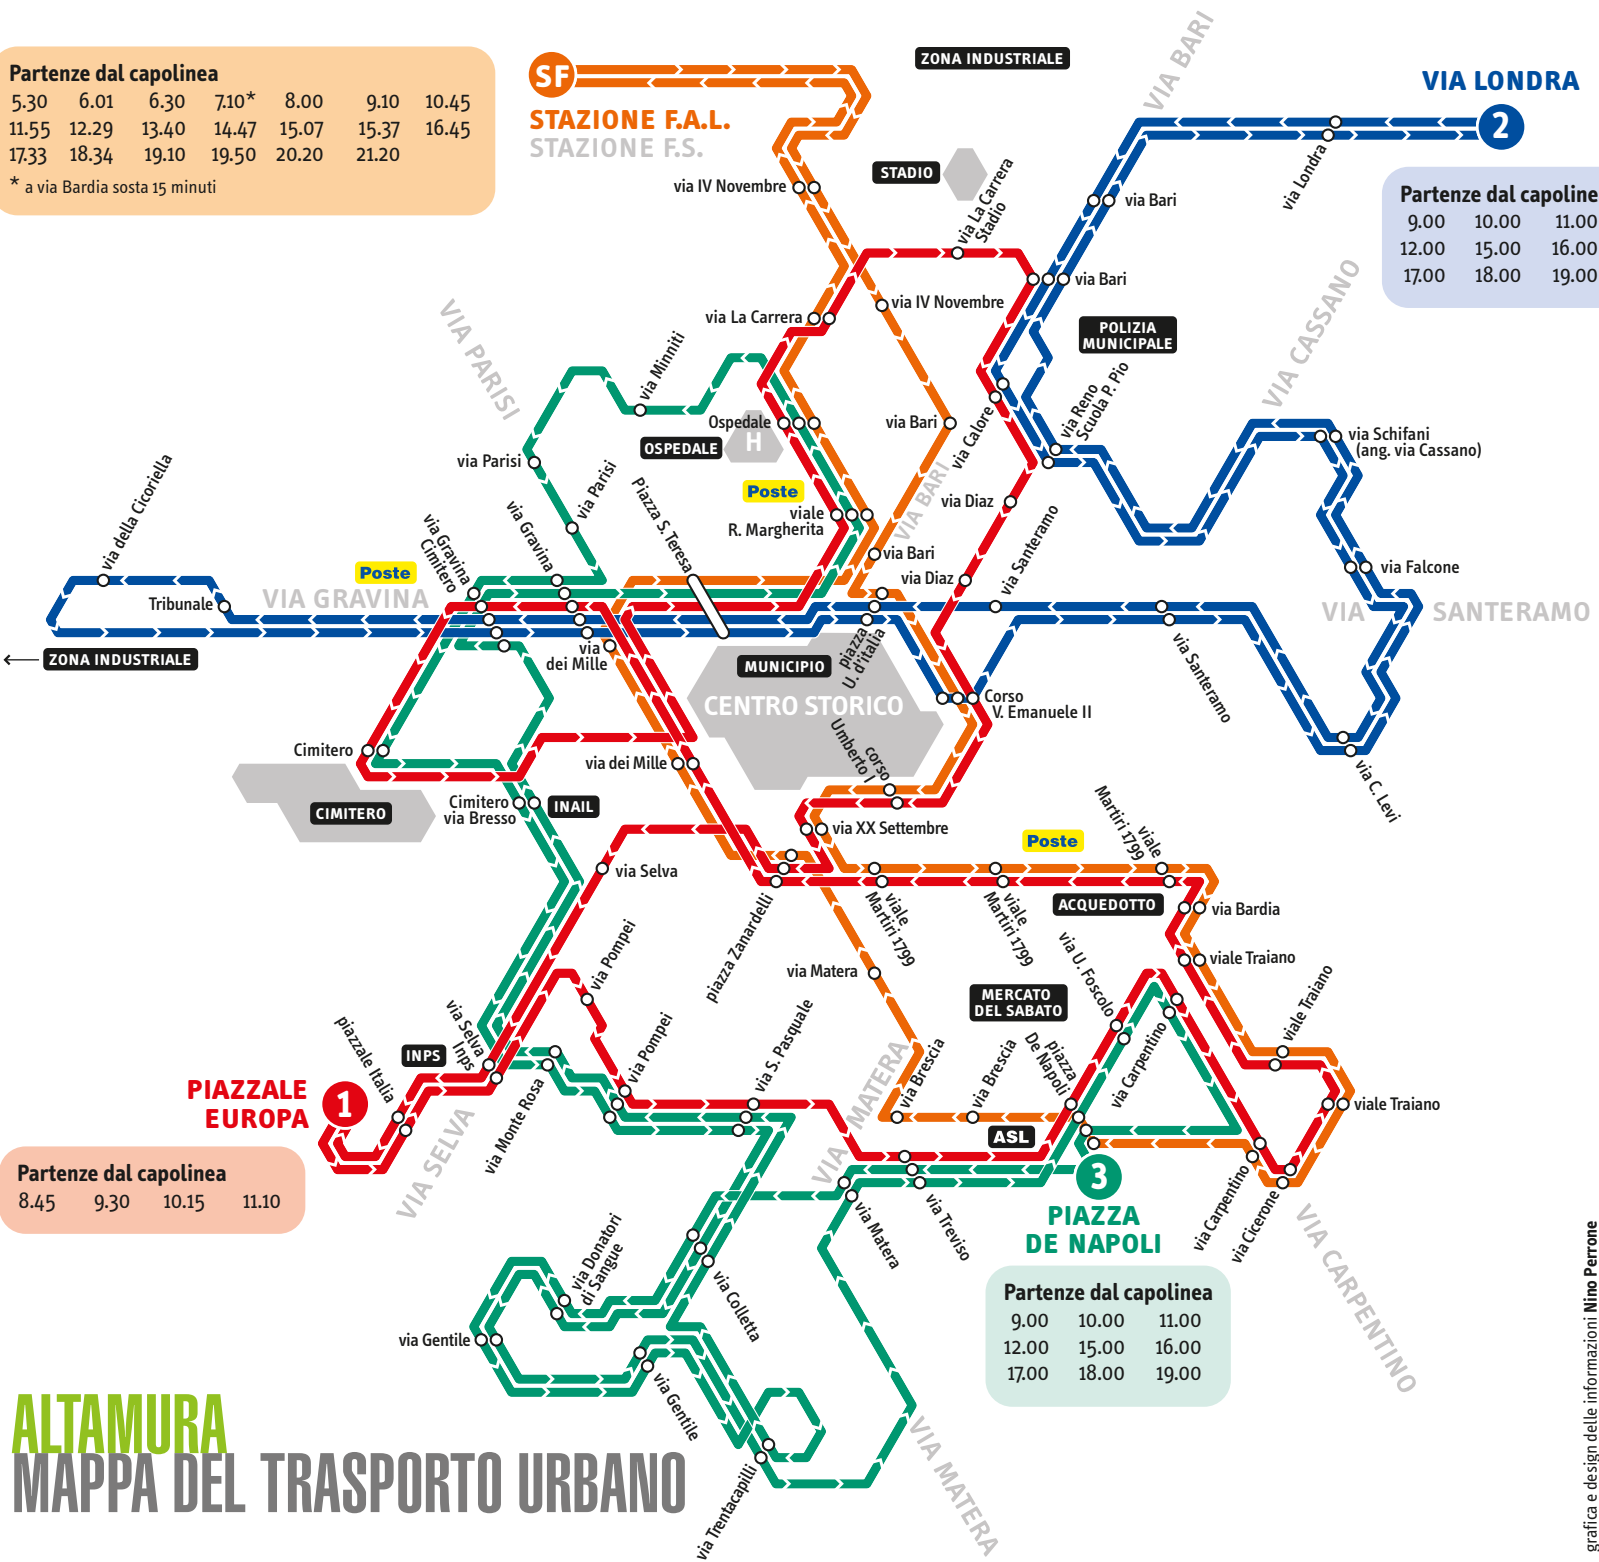 Partenze dal capolinea
5.30 6.01 6.30 7.10* 8.00 9.10 10.45
11.55 12.29 13.40 14.47 15.07 15.37 16.45
17.33 18.34 19.10 19.50 20.20 21.20
* a via Bardia sosta 15 minuti
SF
STAZIONE F.A.L.
STAZIONE F.S.
ZONA INDUSTRIALE
VIA BARI
VIA LONDRA
2
via Londra
Partenze dal capoline
9.00 10.00 11.00
12.00 15.00 16.00
17.00 18.00 19.00
STADIO
via La Carrera
Stadio
via IV Novembre
via Bari
via Bari
via IV Novembre
via La Carrera
POLIZIA
MUNICIPALE
VIA CASSANO
VIA PARISI
via Minniti
via Reno
Scuola P. Pio
Ospedale
H
OSPEDALE
via Bari
via Calore
via Schifani
(ang. via Cassano)
via Parisi
via Parisi
via della Cicoriella
Piazza S. Teresa
Poste
viale
R. Margherita
VIA BARI
via Diaz
via Gravina
Cimitero
via Gravina
via Bari
via Santeramo
via Falcone
Poste
via Diaz
Tribunale
VIA GRAVINA
VIA SANTERAMO
ZONA INDUSTRIALE
via
dei Mille
MUNICIPIO
piazza
U. d'italia
CENTRO STORICO
Corso
V. Emanuele II
via Santeramo
Cimitero
via dei Mille
corso
Umberto I
via C. Levi
CIMITERO
Cimitero
via Bresso
INAIL
via XX Settembre
Poste
viale
Martiri 1799
via Selva
piazza Zanardelli
viale
Martiri 1799
viale
Martiri 1799
ACQUEDOTTO
via Bardia
via Pompei
via Matera
via U. Foscolo
viale Traiano
viale Traiano
MERCATO
DEL SABATO
via Selva
Inps
INPS
piazzale Italia
via Pompei
via S. Pasquale
VIA MATERA
via Brescia
via Brescia
piazza
De Napoli
via Carpentino
PIAZZALE
EUROPA
1
via Monte Rosa
VIA SELVA
viale Traiano
ASL
Partenze dal capolinea
8.45 9.30 10.15 11.10
3
PIAZZA
DE NAPOLI
via Matera
via Treviso
via Carpentino
via Cicerone
VIA CARPENTINO
via Donatori
di Sangue
via Colletta
Partenze dal capolinea
9.00 10.00 11.00
12.00 15.00 16.00
17.00 18.00 19.00
via Gentile
via Gentile
via Trentacapilli
VIA MATERA
ALTAMURA
MAPPA DEL TRASPORTO URBANO
grafica e design delle informazioni Nino Perrone